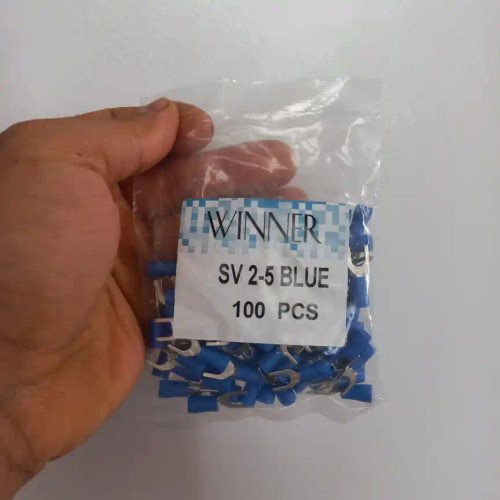 WINNER
SV 2-5 BLUE
100 PCS